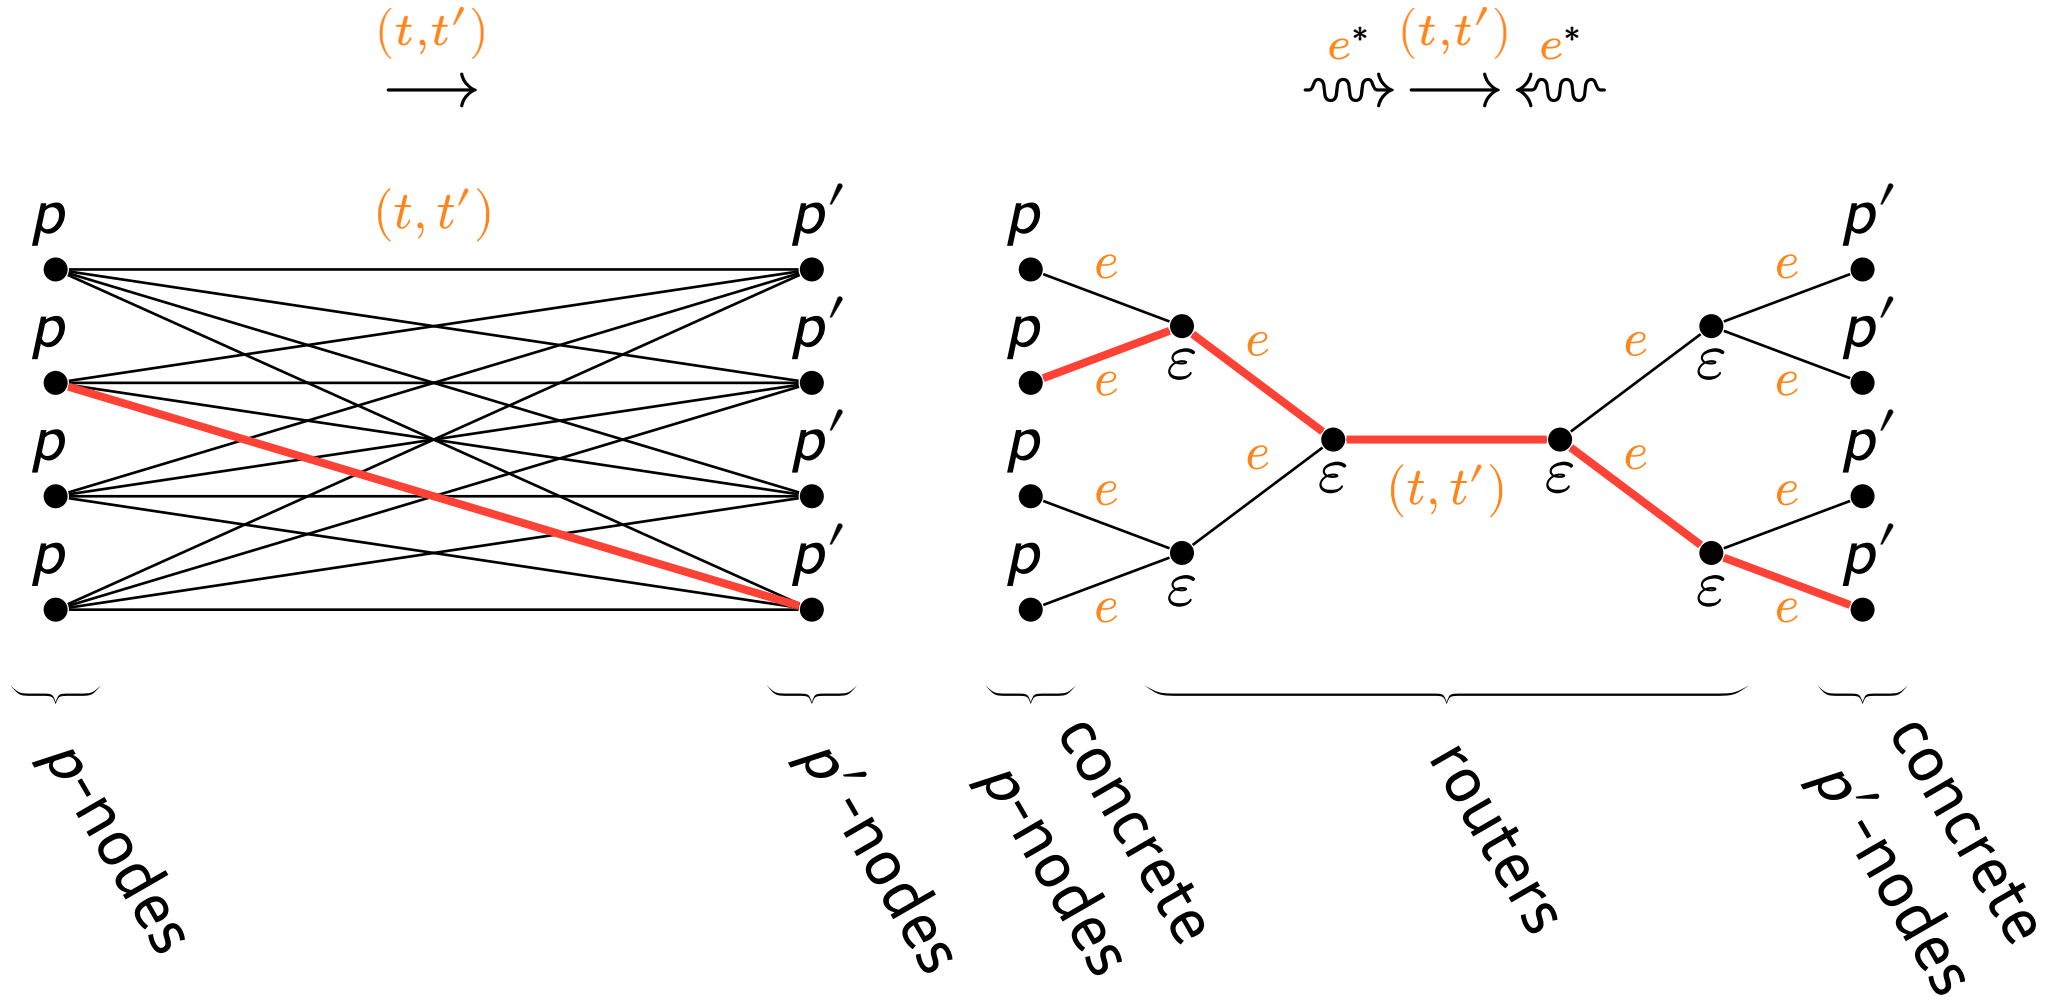 (t,t′)
e* (t,t′) e*
p (t,t′) p′
p p′
p p′
p p′
p-nodes
p′-nodes
p e e p′
p e ε e e ε e p′
p e e ε (t,t′) ε e e p′
p e ε ε e p′
concrete
p-nodes
routers
concrete
p′-nodes